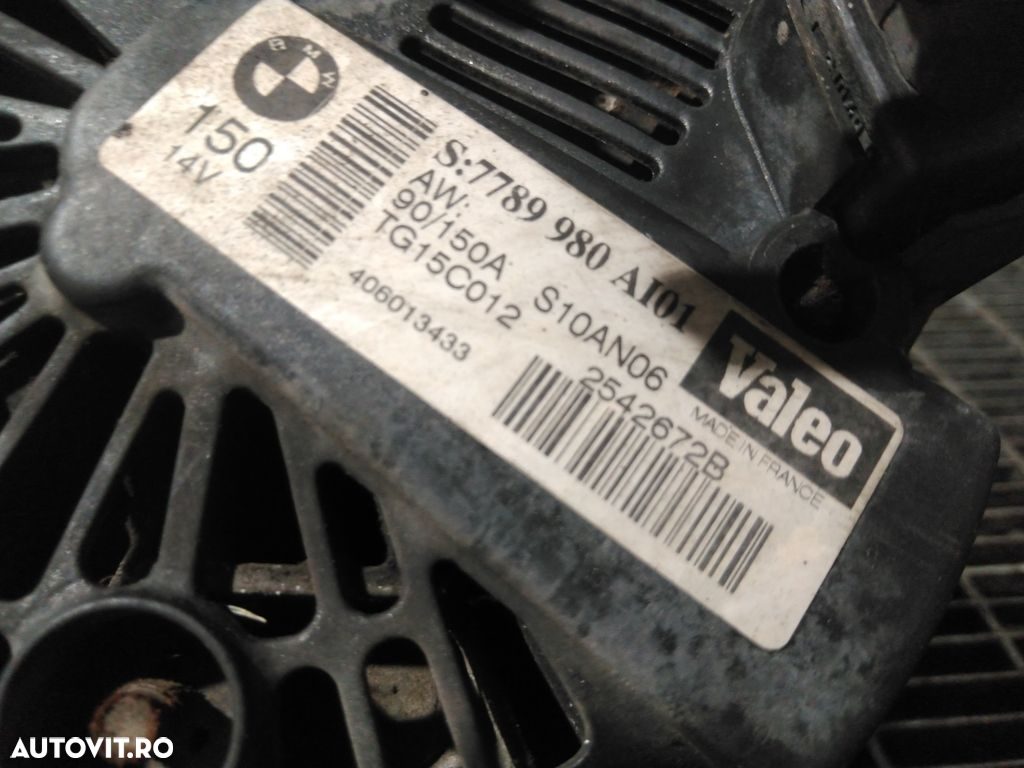 BMW
150
14V
S:7789 980 AI01
AW:
90/150A S10AN06
TG15C012 2542672B
406013433
Valeo
MADE IN FRANCE
AUTOVIT.RO